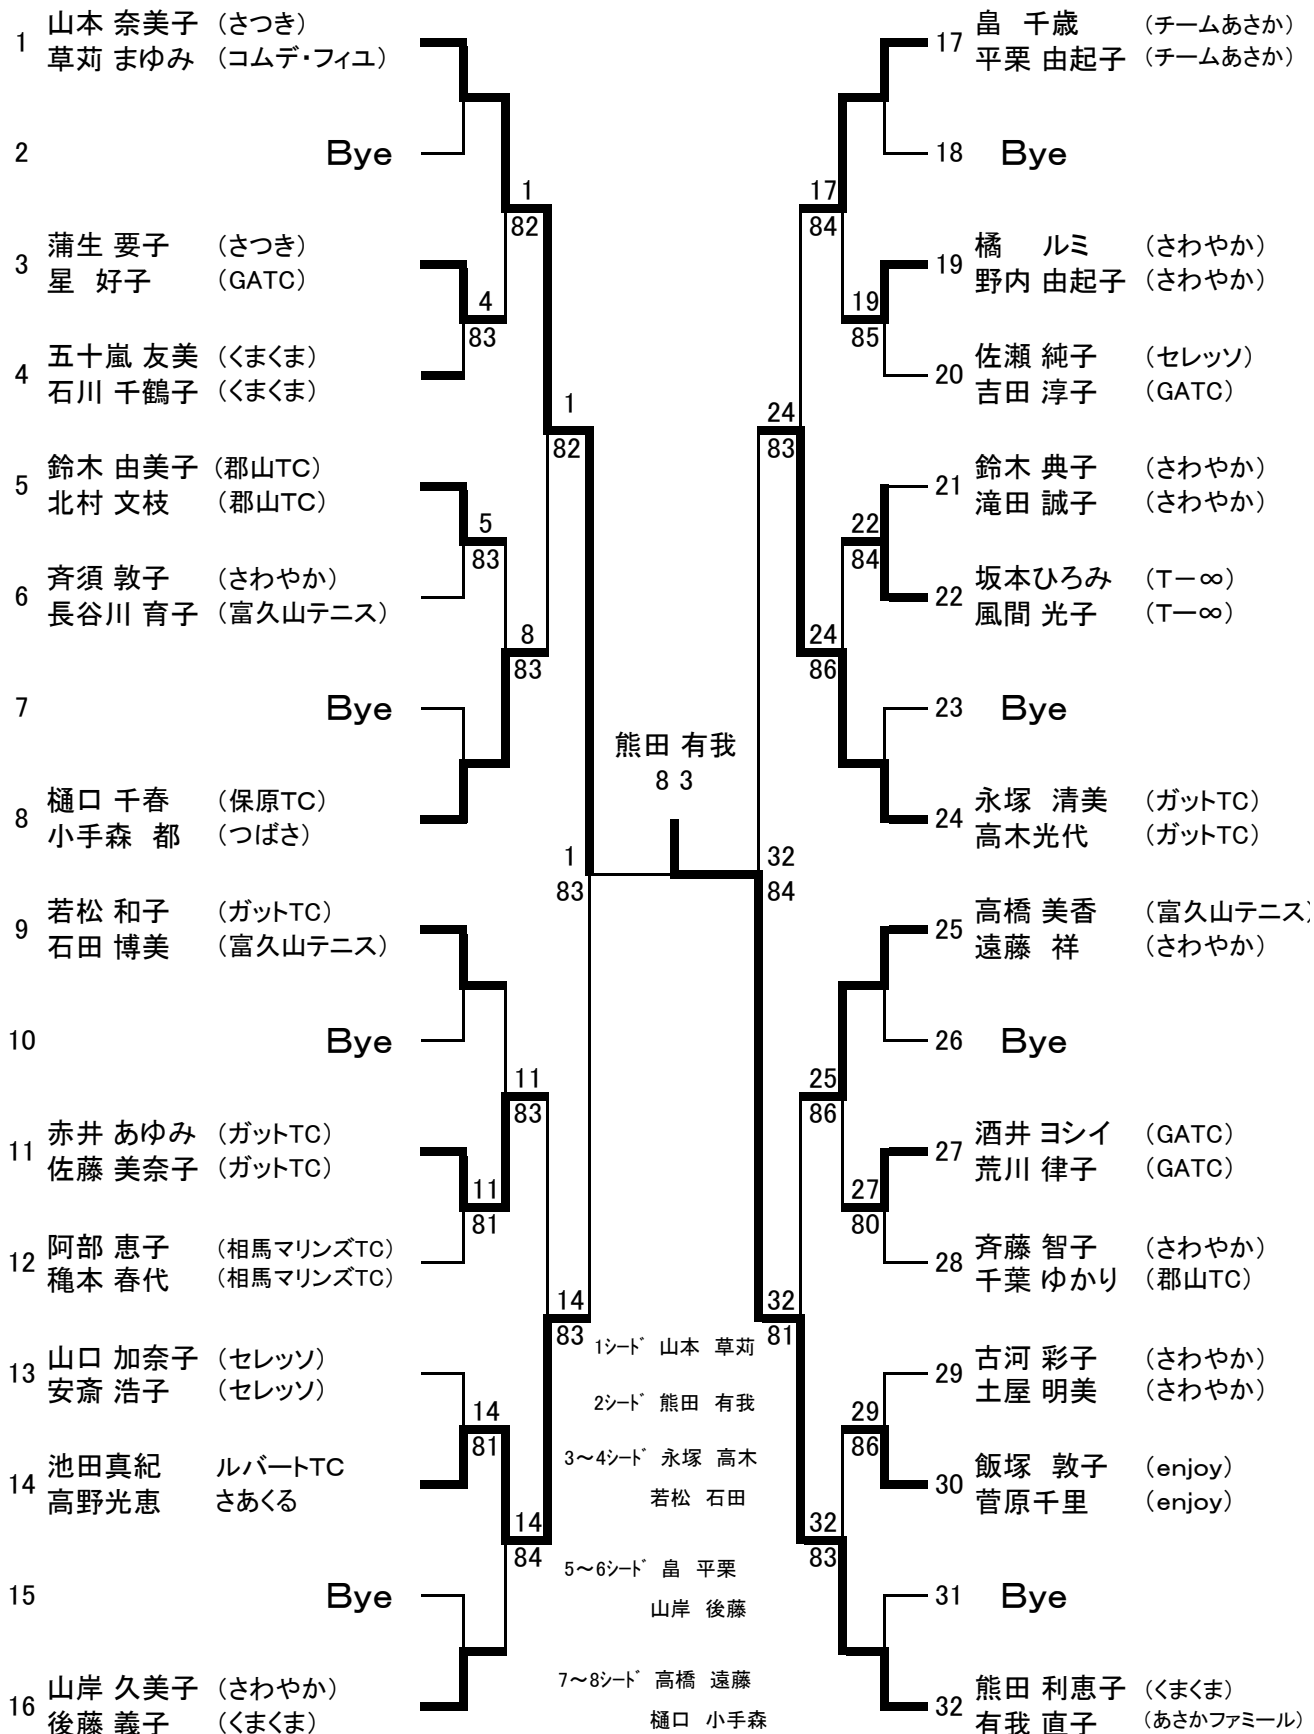 1 山本 奈美子 (さつき)
草苅 まゆみ (コムデ・フィユ)
2 Bye
1
82
3 蒲生 要子 (さつき)
星 好子 (GATC)
4
83
4 五十嵐 友美 (くまくま)
石川 千鶴子 (くまくま)
1
82
5 鈴木 由美子 (郡山TC)
北村 文枝 (郡山TC)
5
83
6 斉須 敦子 (さわやか)
長谷川 育子 (富久山テニス)
8
83
7 Bye
8 樋口 千春 (保原TC)
小手森 都 (つばさ)
1
83
9 若松 和子 (ガットTC)
石田 博美 (富久山テニス)
10 Bye
11
83
11 赤井 あゆみ (ガットTC)
佐藤 美奈子 (ガットTC)
11
81
12 阿部 恵子 (相馬マリンズTC)
穐本 春代 (相馬マリンズTC)
14
83
13 山口 加奈子 (セレッソ)
安斎 浩子 (セレッソ)
14
81
14 池田真紀 ルバートTC
高野光恵 さあくる
14
84
15 Bye
16 山岸 久美子 (さわやか)
後藤 義子 (くまくま)
熊田 有我
8 3
1シード 山本 草苅
2シード 熊田 有我
3～4シード 永塚 高木
若松 石田
5～6シード 畠 平栗
山岸 後藤
7～8シード 高橋 遠藤
樋口 小手森
17 畠 千歳 (チームあさか)
平栗 由起子 (チームあさか)
18 Bye
17
84
19 橘 ルミ (さわやか)
野内 由起子 (さわやか)
19
85
20 佐瀬 純子 (セレッソ)
吉田 淳子 (GATC)
24
83
21 鈴木 典子 (さわやか)
滝田 誠子 (さわやか)
22
84
22 坂本ひろみ (T－∞)
風間 光子 (T－∞)
24
86
23 Bye
24 永塚 清美 (ガットTC)
高木光代 (ガットTC)
32
84
25 高橋 美香 (富久山テニス)
遠藤 祥 (さわやか)
26 Bye
25
86
27 酒井 ヨシイ (GATC)
荒川 律子 (GATC)
27
80
28 斉藤 智子 (さわやか)
千葉 ゆかり (郡山TC)
32
81
29 古河 彩子 (さわやか)
土屋 明美 (さわやか)
29
86
30 飯塚 敦子 (enjoy)
菅原千里 (enjoy)
32
83
31 Bye
32 熊田 利恵子 (くまくま)
有我 直子 (あさかファミール)